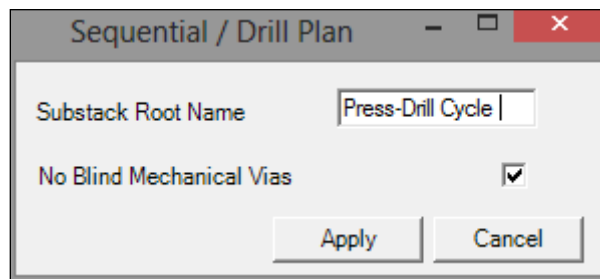 Sequential / Drill Plan
Substack Root Name Press-Drill Cycle
No Blind Mechanical Vias
Apply Cancel